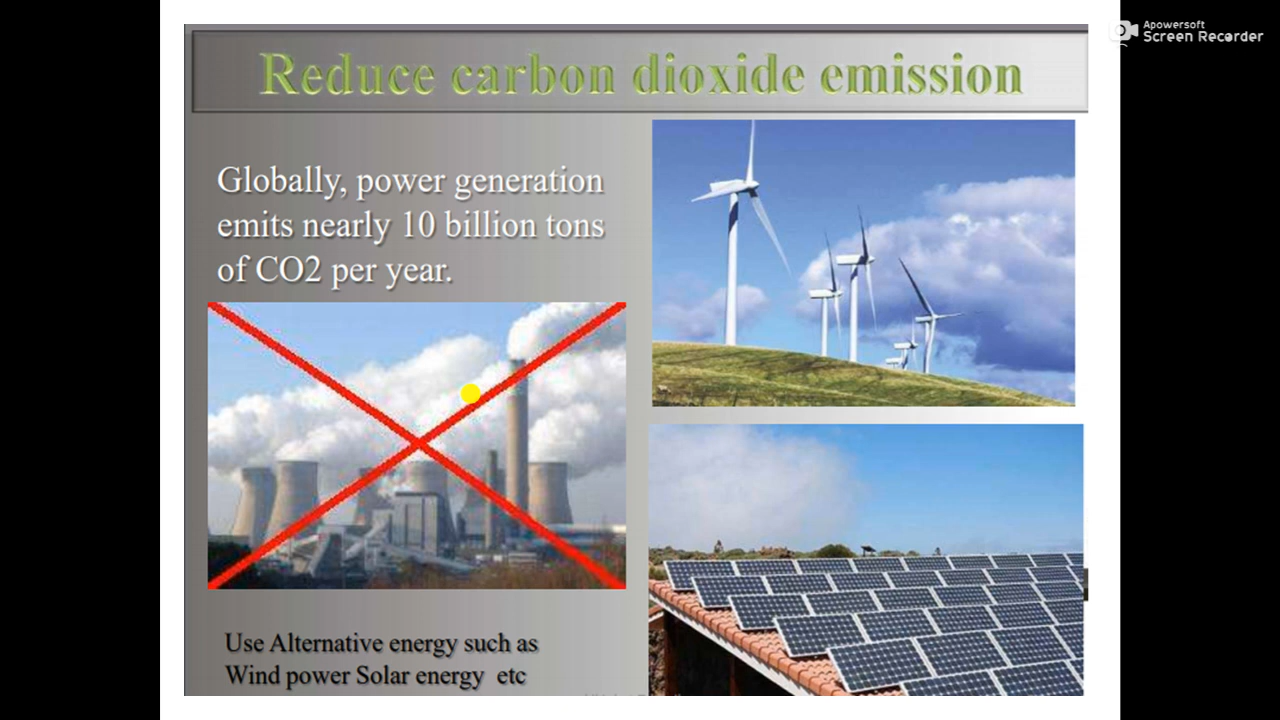 Apowersoft
Screen Recorder
Reduce carbon dioxide emission
Globally, power generation
emits nearly 10 billion tons
of CO2 per year.
Use Alternative energy such as
Wind power Solar energy etc